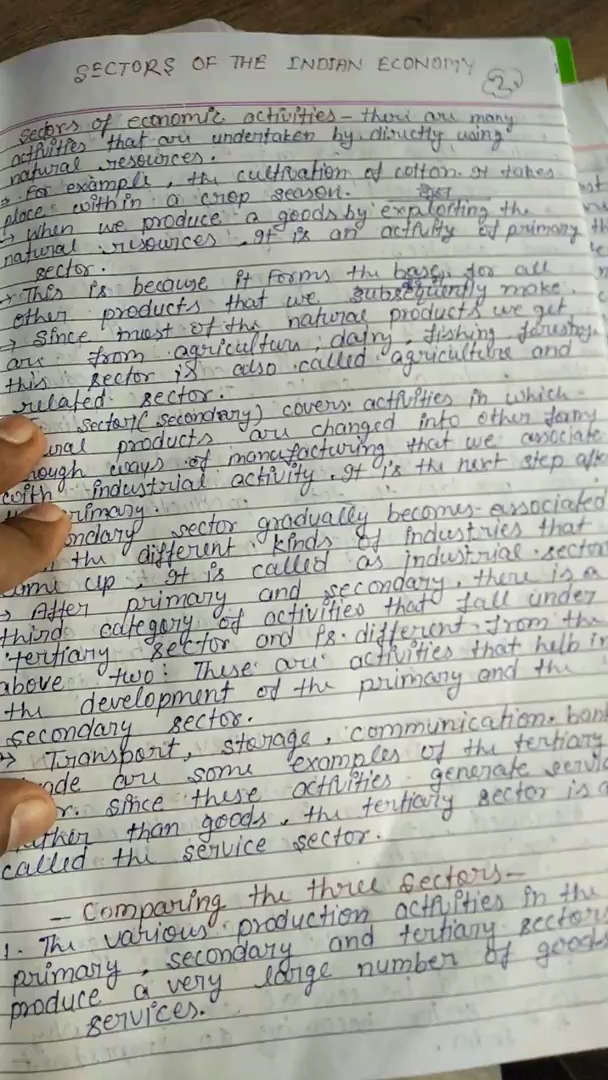 SECTORS OF THE INDIAN ECONOMY
2.
Sectors of economic activities - there are many
activities that are undertaken by directly using
natural resources.
→ For example, the cultivation of cotton. It takes
place within a crop season.
→ When we produce a goods by exploiting the
natural resources. It is an activity of primary
sector.
→ This is because it forms the base for all
other products that we subsequently make.
→ Since most of the natural products we get
are from agriculture, dairy, fishing, forestry
this sector is also called agriculture and
related sector.
sector (secondary) covers activities in which
products are changed into other forms
ways of manufacturing that we associate
with industrial activity. It is the next step
sector gradually becomes associated
the different kinds of industries that
up. It is called as industrial sector
→ After primary and secondary, there is a
third category of activities that fall under
tertiary sector and is different from the
above two. These are activities that help in
the development of the primary and the
secondary sector.
→ Transport, storage, communication
are some examples of the tertiary
since these activities generate
than goods, the tertiary sector is
called the service sector.
- Comparing the three sectors -
1. The various production activities in the
primary, secondary and tertiary sector
produce a very large number of goods
services.